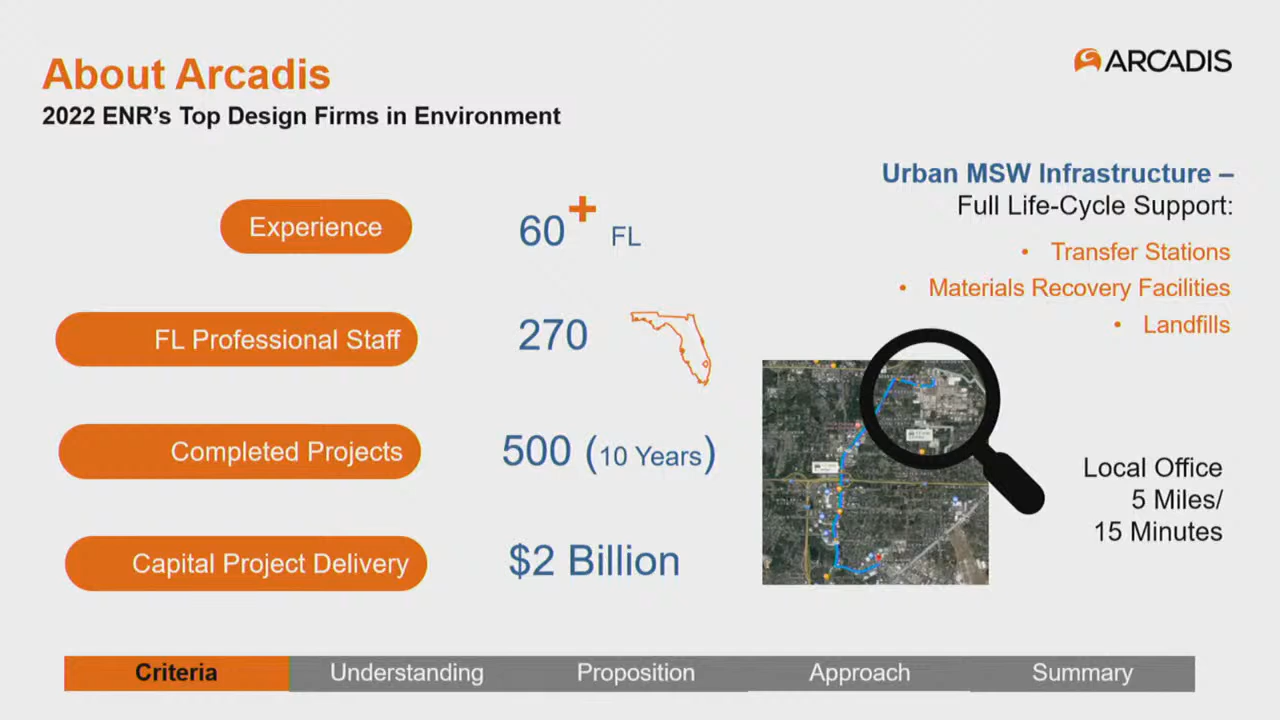 About Arcadis
2022 ENR's Top Design Firms in Environment
ARCADIS
Experience
60+ FL
FL Professional Staff
270
Completed Projects
500 (10 Years)
Capital Project Delivery
$2 Billion
Urban MSW Infrastructure –
Full Life-Cycle Support:
• Transfer Stations
• Materials Recovery Facilities
• Landfills
Local Office
5 Miles/
15 Minutes
Criteria
Understanding
Proposition
Approach
Summary